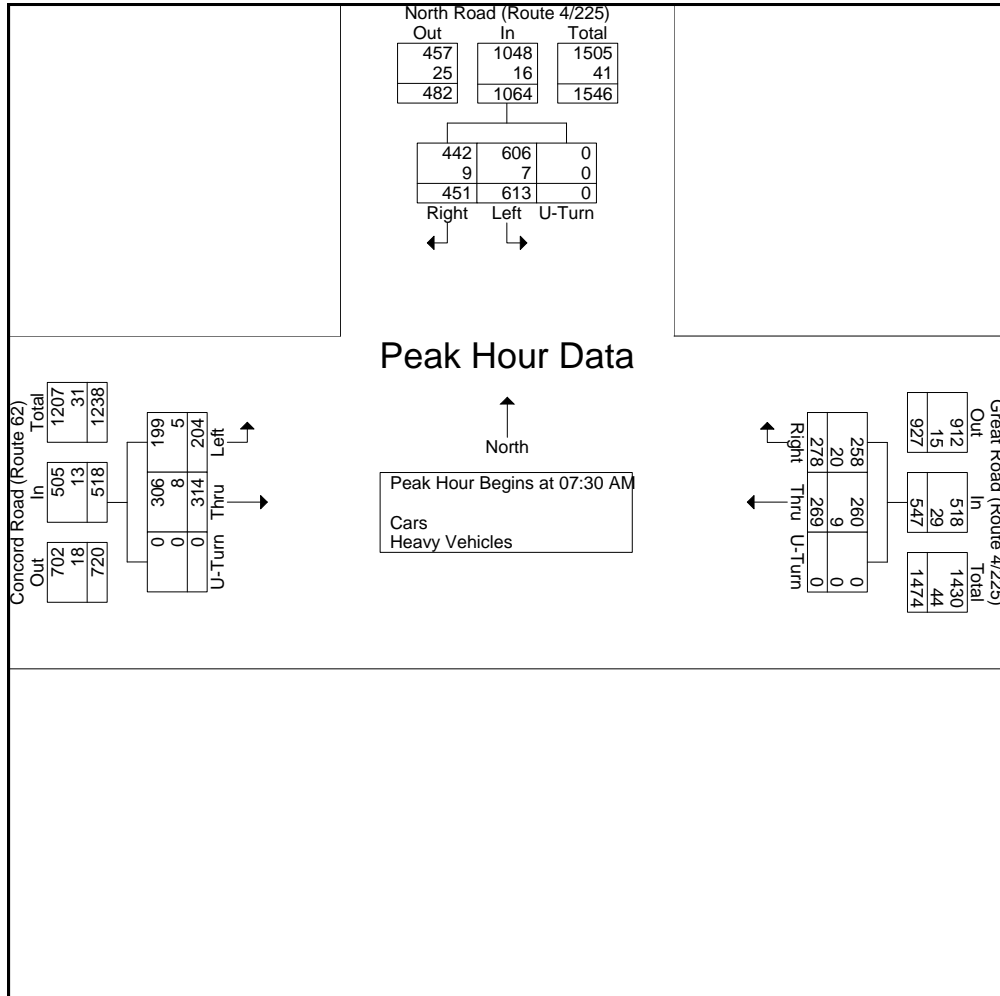 North Road (Route 4/225)
Out In Total
457 1048 1505
25 16 41
482 1064 1546
442 606 0
9 7 0
451 613 0
Right Left U-Turn
Peak Hour Data
North
Peak Hour Begins at 07:30 AM
Cars
Heavy Vehicles
Concord Road (Route 62)
Out In Total
702 505 1207
18 13 31
720 518 1238
U-Turn Thru Left
0 306 199
0 8 5
0 314 204
Great Road (Route 4/225)
Out In Total
912 518 1430
15 29 44
927 547 1474
258 260 0
20 9 0
278 269 0
Right Thru U-Turn